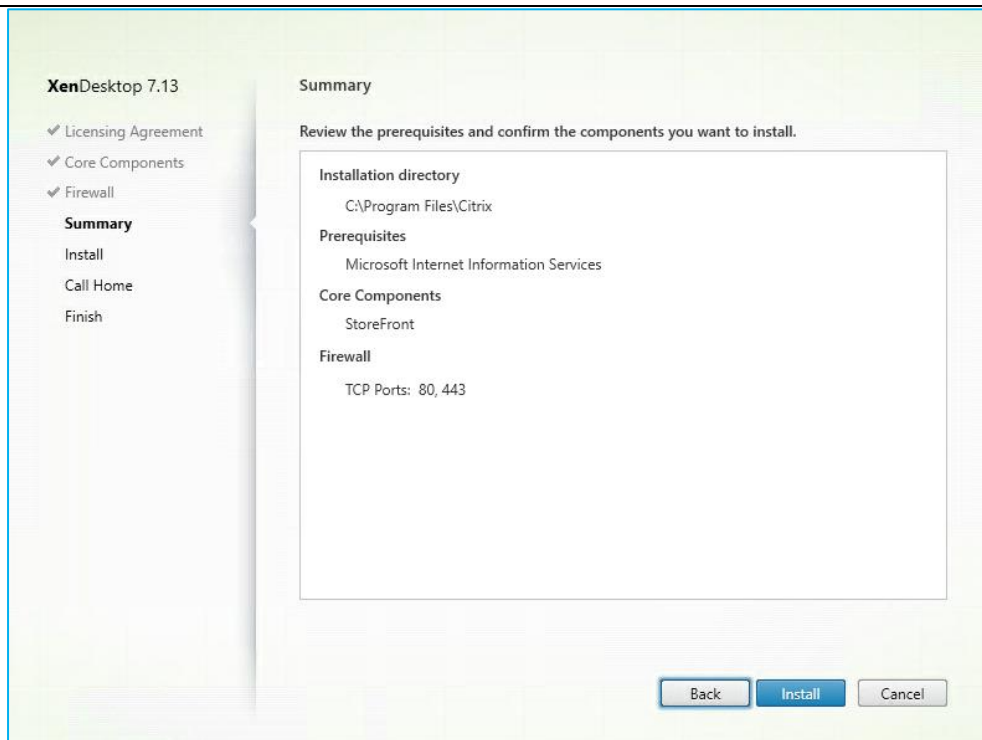 XenDesktop 7.13
Licensing Agreement
Core Components
Firewall
Summary
Install
Call Home
Finish
Summary
Review the prerequisites and confirm the components you want to install.
Installation directory
C:\Program Files\Citrix
Prerequisites
Microsoft Internet Information Services
Core Components
StoreFront
Firewall
TCP Ports: 80, 443
Back
Install
Cancel